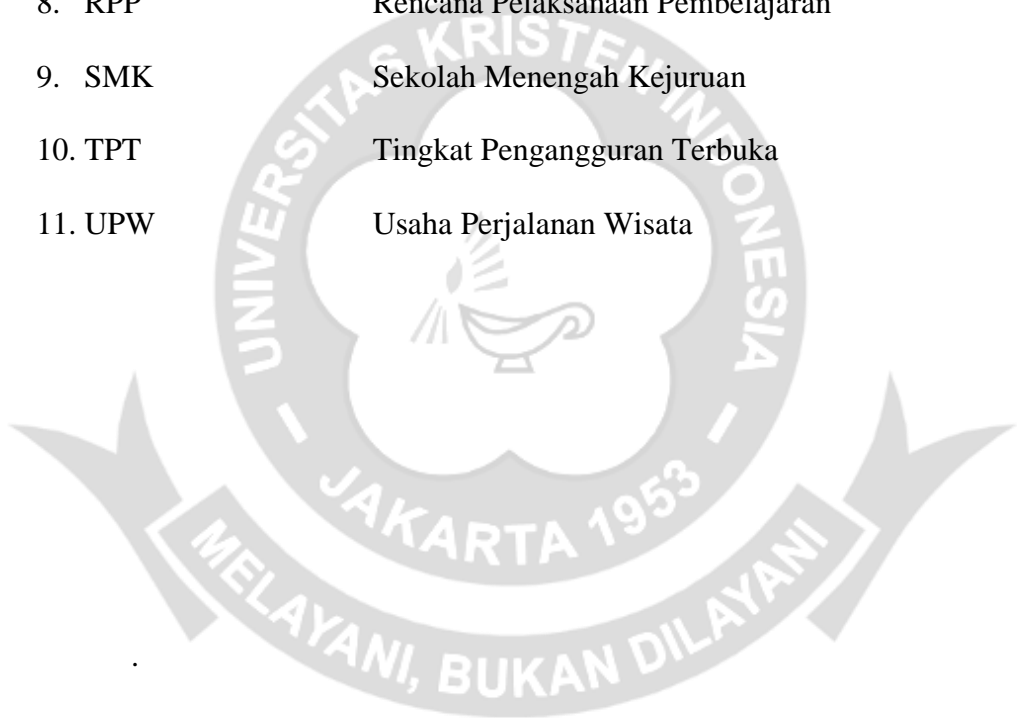 8. RPP Rencana Pelaksanaan Pembelajaran
9. SMK Sekolah Menengah Kejuruan
10. TPT Tingkat Pengangguran Terbuka
11. UPW Usaha Perjalanan Wisata
UNIVERSITAS KRISTEN INDONESIA
JAKARTA 1953
MELAYANI, BUKAN DILAYANI
.